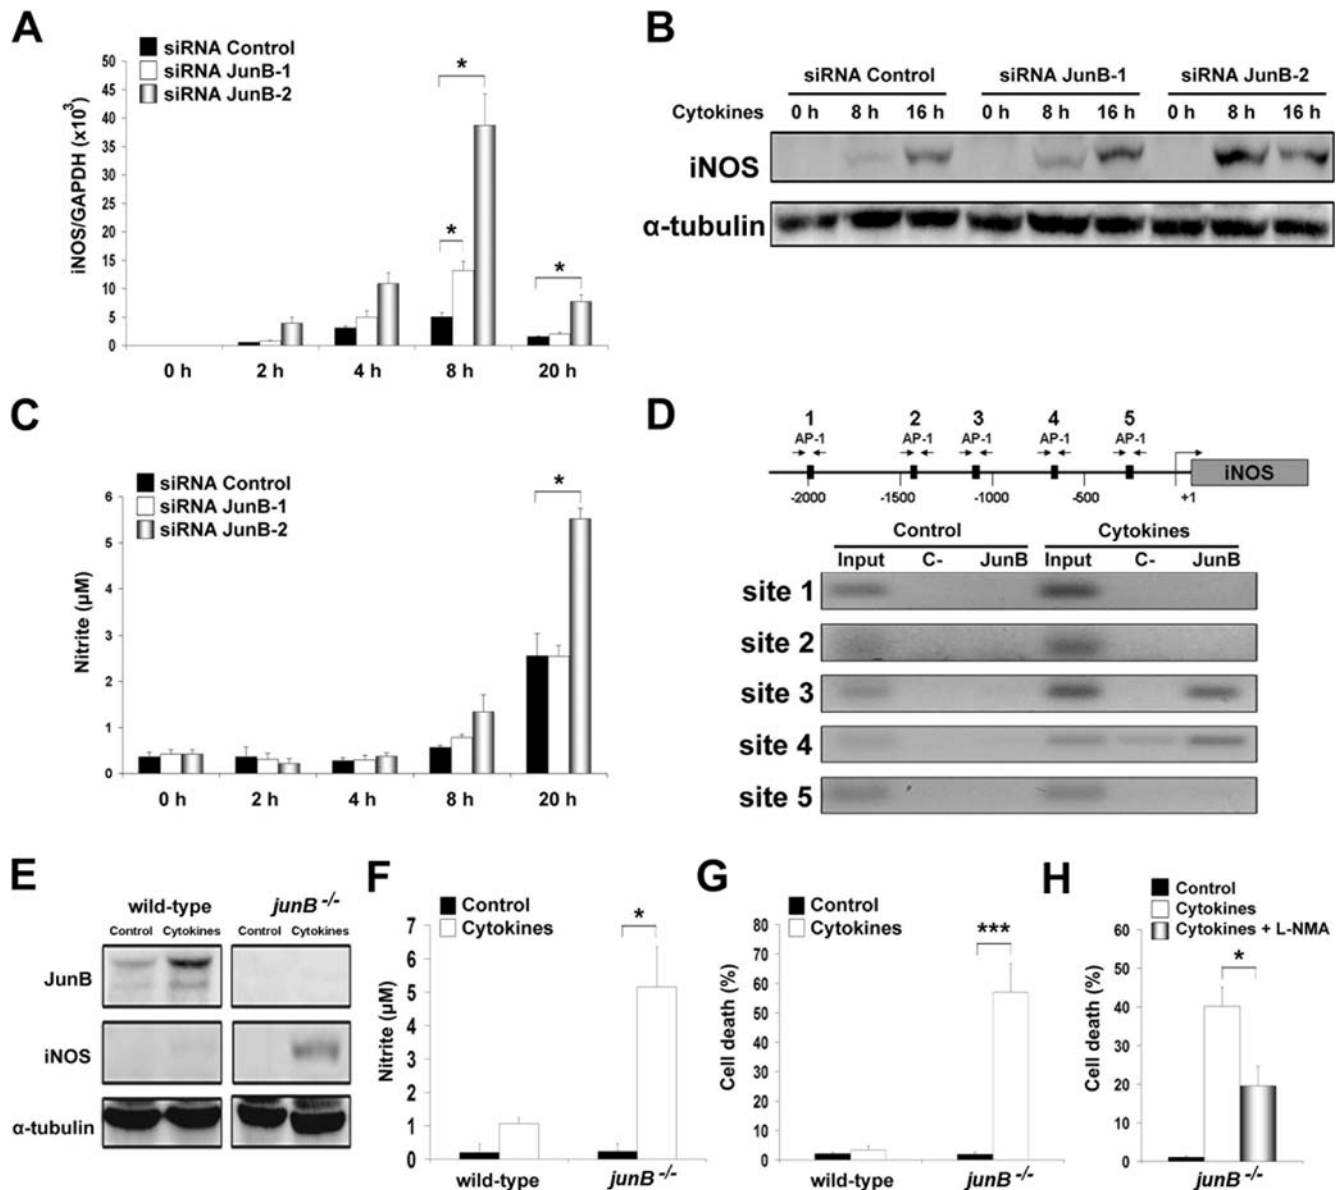 A
siRNA Control
siRNA JunB-1
siRNA JunB-2
iNOS/GAPDH (x10³)
50
45
40
35
30
25
20
15
10
5
0
*
*
*
0 h 2 h 4 h 8 h 20 h
B
siRNA Control siRNA JunB-1 siRNA JunB-2
Cytokines 0 h 8 h 16 h 0 h 8 h 16 h 0 h 8 h 16 h
iNOS
α-tubulin
C
siRNA Control
siRNA JunB-1
siRNA JunB-2
Nitrite (µM)
6
5
4
3
2
1
0
*
0 h 2 h 4 h 8 h 20 h
D
1 2 3 4 5
AP-1 AP-1 AP-1 AP-1 AP-1
iNOS
-2000 -1500 -1000 -500 +1
Control Cytokines
Input C- JunB Input C- JunB
site 1
site 2
site 3
site 4
site 5
E
wild-type junB -/-
Control Cytokines Control Cytokines
JunB
iNOS
α-tubulin
F
Control
Cytokines
Nitrite (µM)
7
6
5
4
3
2
1
0
*
wild-type junB -/-
G
Control
Cytokines
Cell death (%)
80
70
60
50
40
30
20
10
0
***
wild-type junB -/-
H
Control
Cytokines
Cytokines + L-NMA
Cell death (%)
60
50
40
30
20
10
0
*
junB -/-